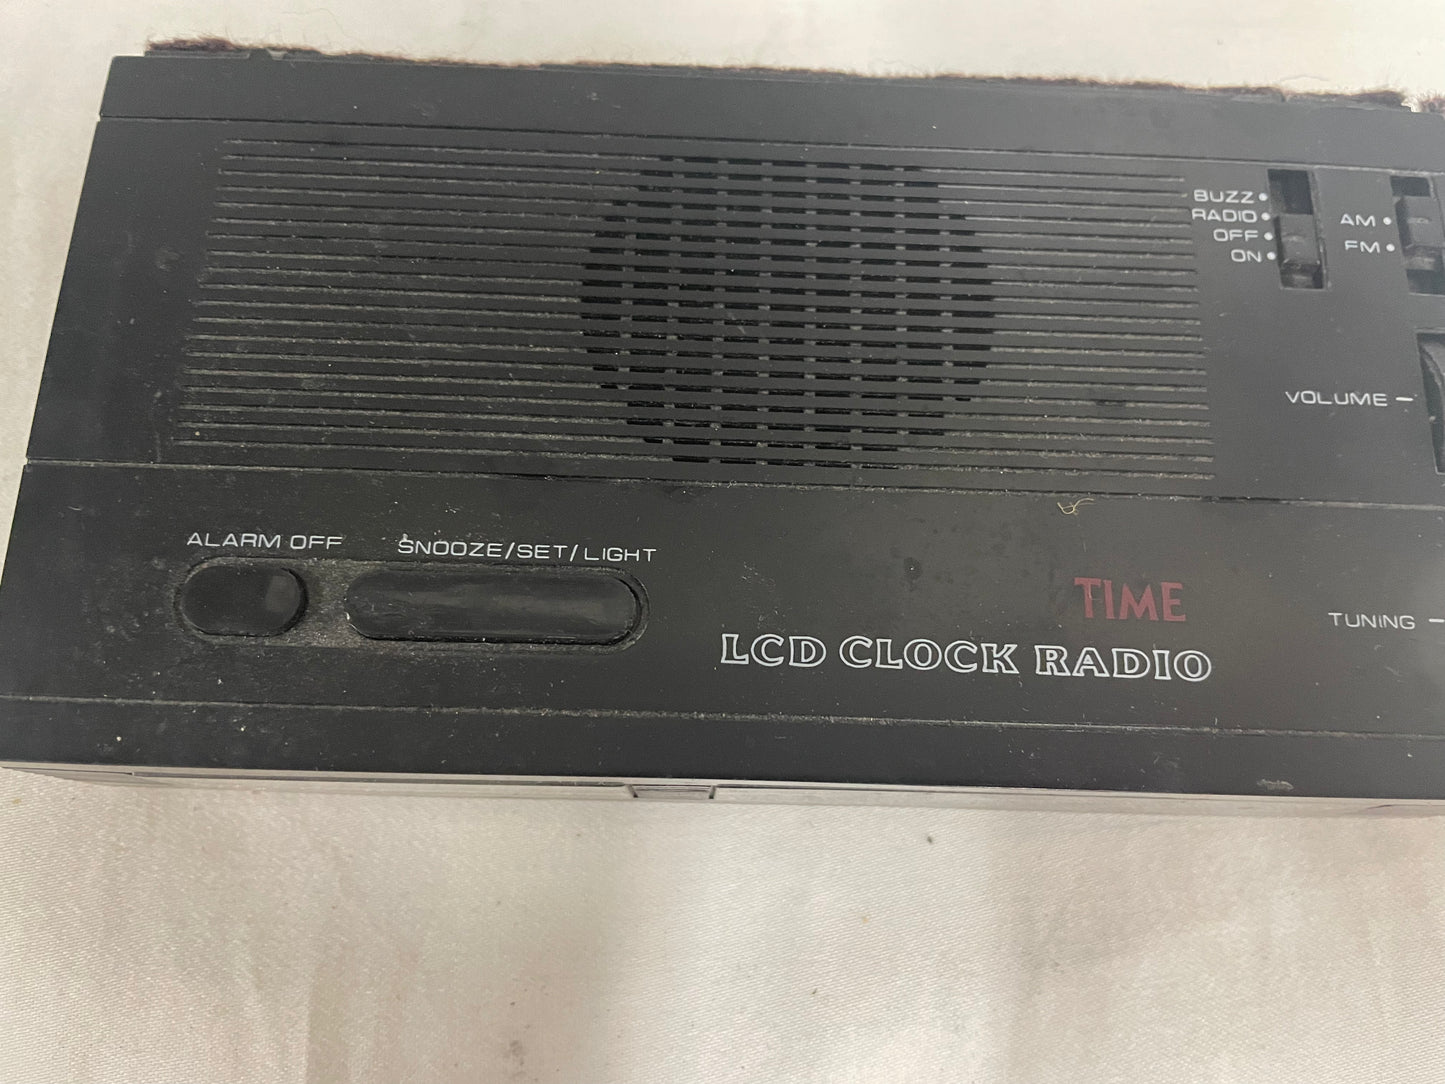 BUZZ
RADIO
OFF
ON
AM
FM
VOLUME
ALARM OFF
SNOOZE/SET/LIGHT
TIME
LCD CLOCK RADIO
TUNING